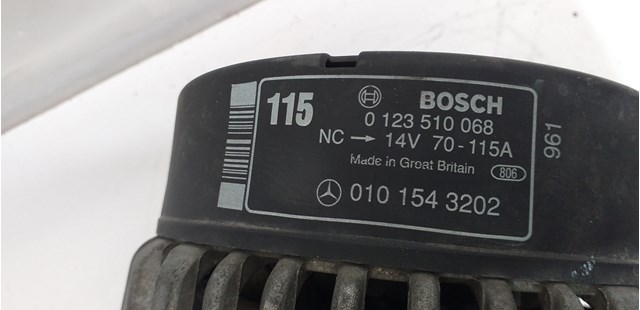 115
BOSCH
0 123 510 068
NC → 14V 70-115A
Made in Great Britain 806
010 154 3202
961